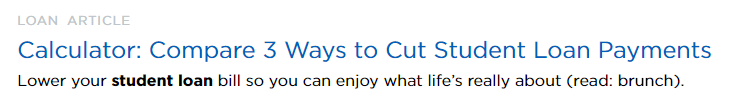 LOAN ARTICLE
Calculator: Compare 3 Ways to Cut Student Loan Payments
Lower your student loan bill so you can enjoy what life’s really about (read: brunch).